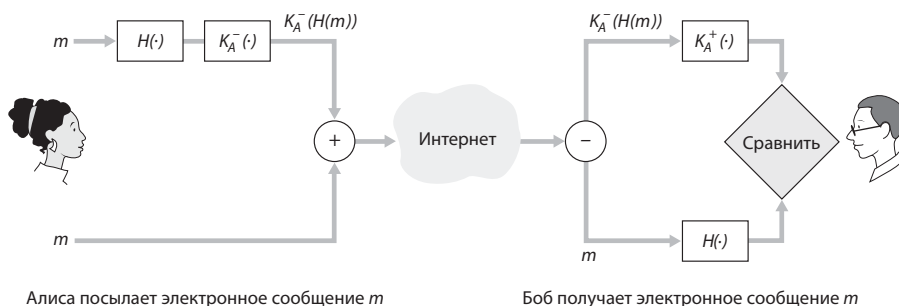 m H(·) K_A^-(·) K_A^-(H(m))
K_A^-(H(m)) K_A^+(·)
+ Интернет − Сравнить
m
m H(·)
Алиса посылает электронное сообщение m
Боб получает электронное сообщение m